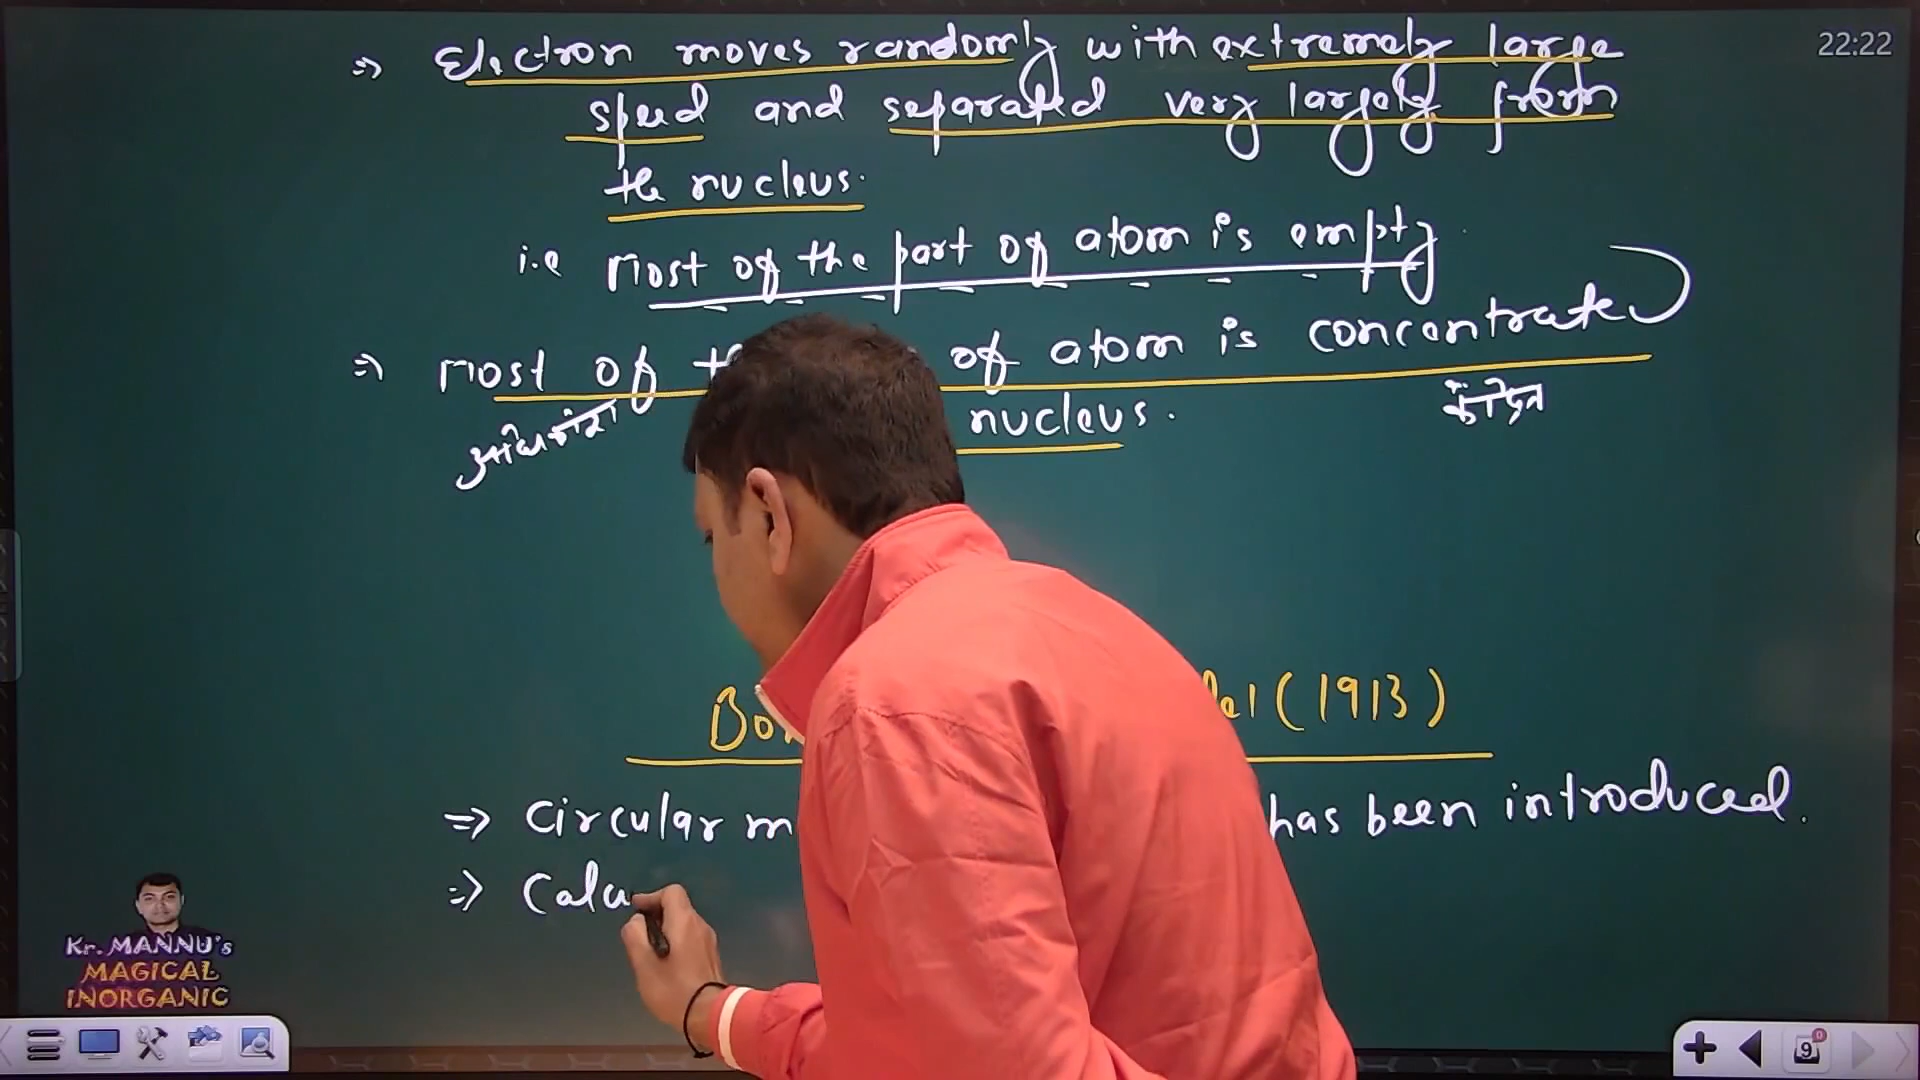 22:22
=> Electron moves randomly with extremely large
speed and separated very largely from
the nucleus.
i.e Most of the part of atom is empty
=> Most of of atom is concentrated
nucleus.
=> Circular has been introduced.
=>
(1913)
Kr. MANNU's
MAGICAL
INORGANIC
9